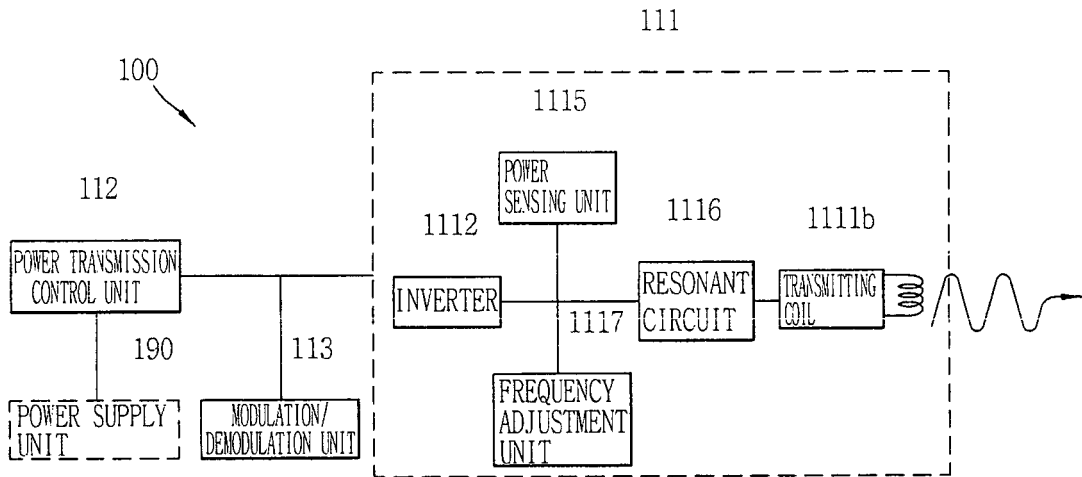 111
100
1115
POWER
SENSING UNIT
112
1112
1116
1111b
POWER TRANSMISSION
CONTROL UNIT
INVERTER
RESONANT
CIRCUIT
TRANSMITTING
COIL
1117
190
113
POWER SUPPLY
UNIT
MODULATION/
DEMODULATION UNIT
FREQUENCY
ADJUSTMENT
UNIT